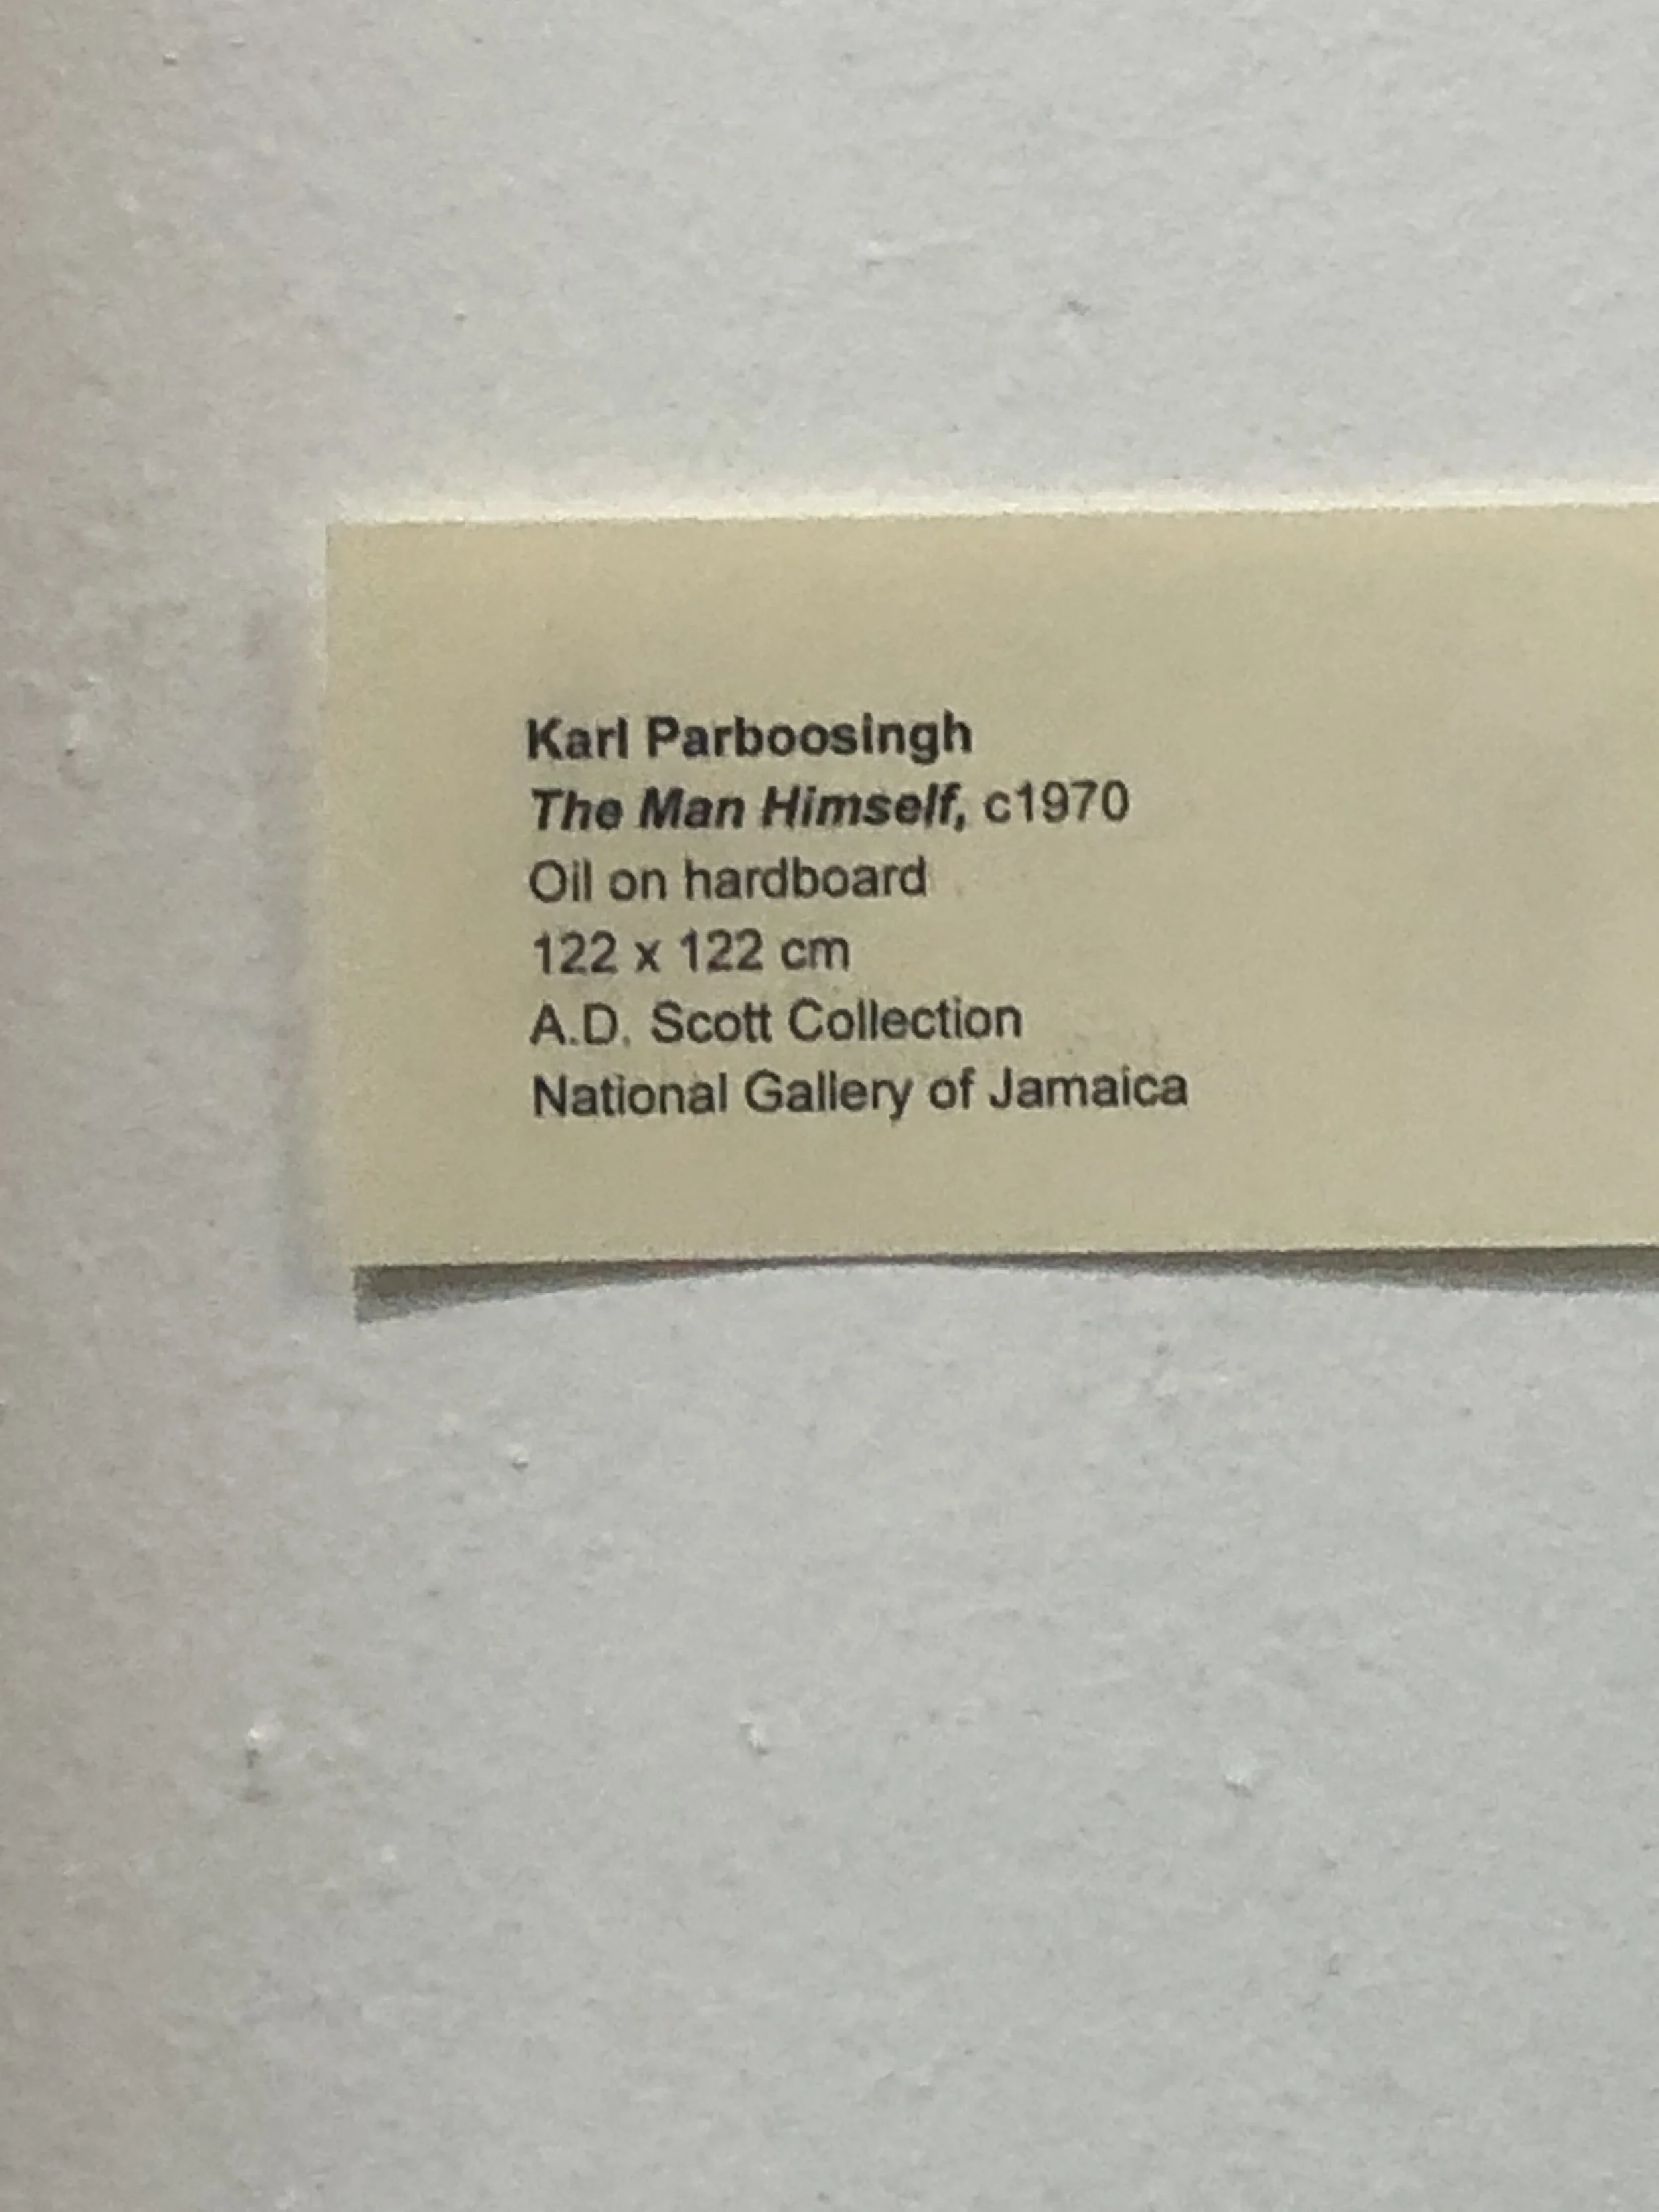 Karl Parboosingh
The Man Himself, c1970
Oil on hardboard
122 x 122 cm
A.D. Scott Collection
National Gallery of Jamaica